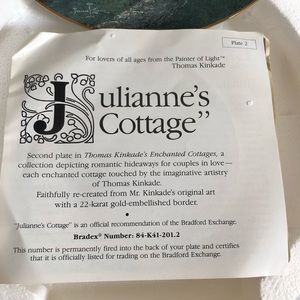 Plate 2
For lovers of all ages from the Painter of Light™
Thomas Kinkade
Julianne's
Cottage"
Second plate in Thomas Kinkade's Enchanted Cottages, a
collection depicting romantic hideaways for couples in love—
each enchanted cottage touched by the imaginative artistry
of Thomas Kinkade.
Faithfully re-created from Mr. Kinkade's original art
with a 22-karat gold-embellished border.
•
"Julianne's Cottage" is an official recommendation of the Bradford Exchange.
Bradex® Number: 84-K41-201.2
This number is permanently fired into the back of your plate and certifies
that it is officially listed for trading on the Bradford Exchange.